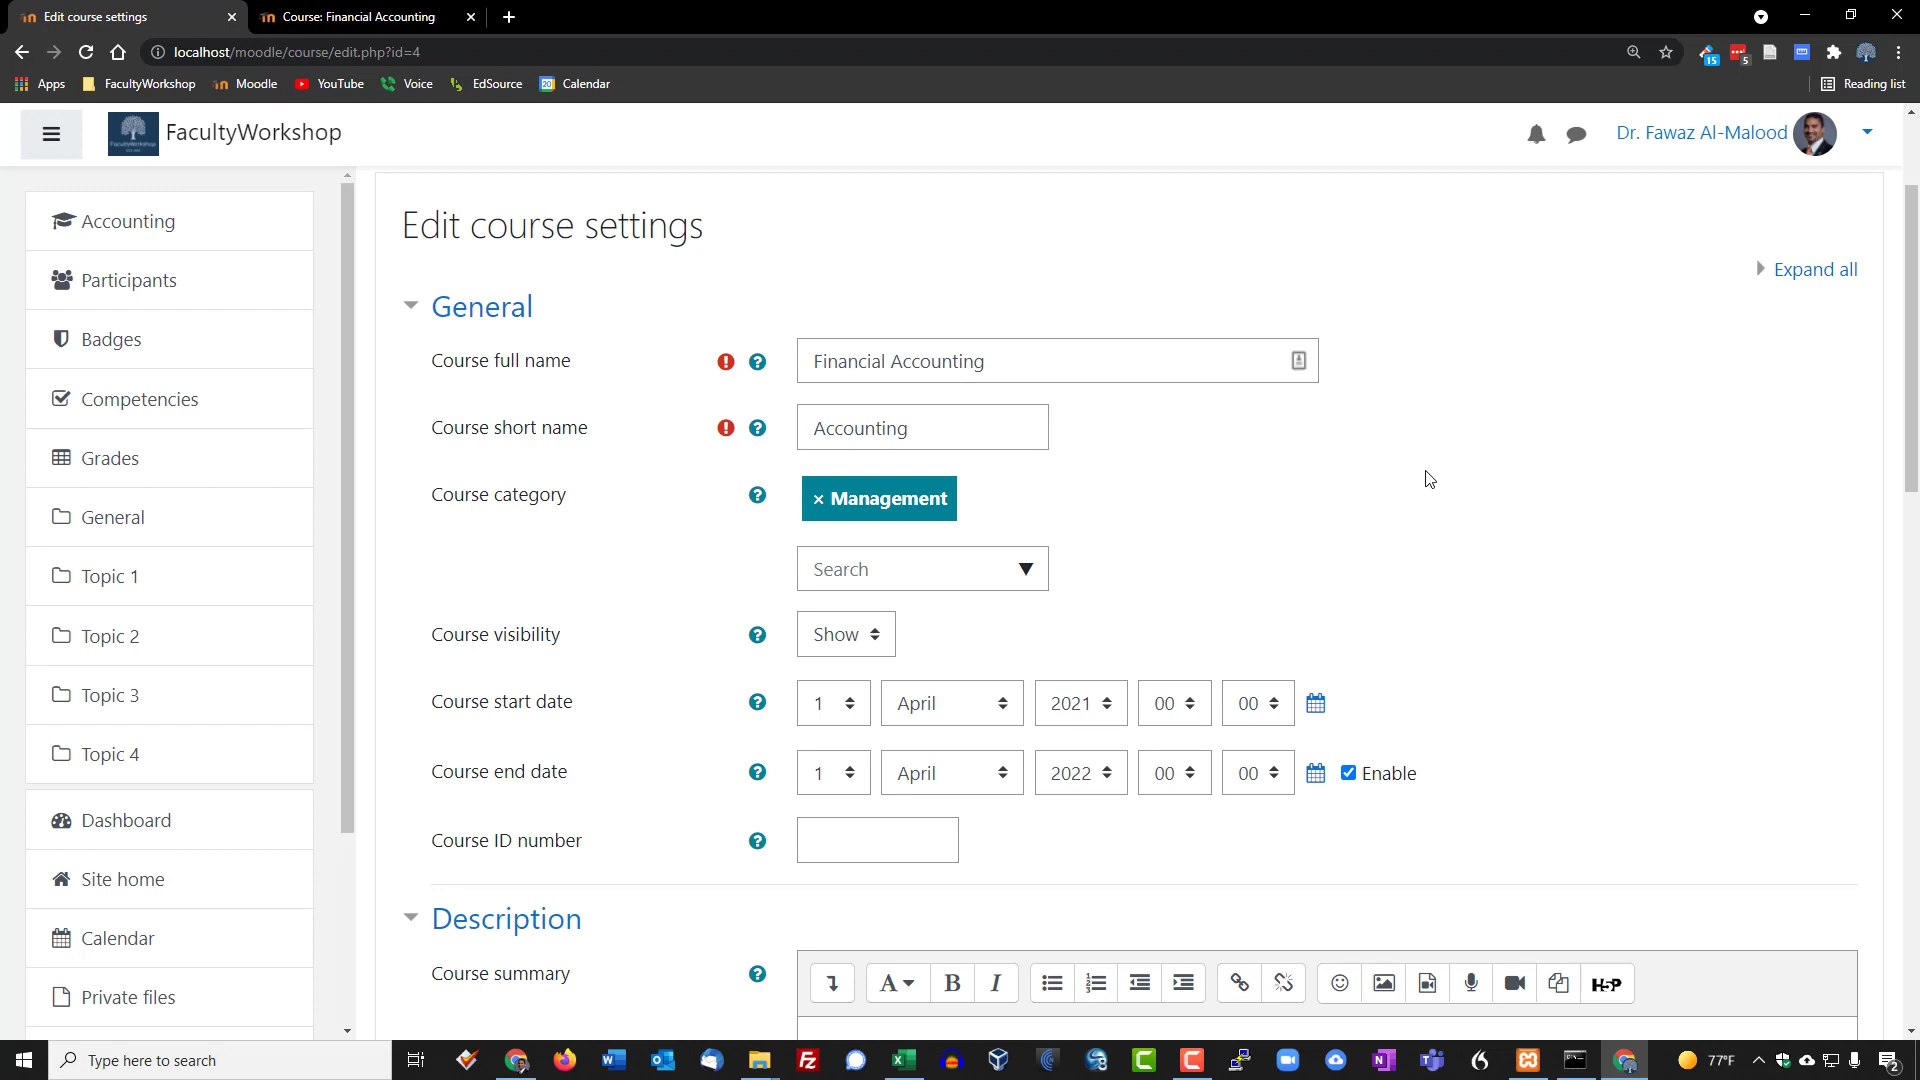 Edit course settings
Course: Financial Accounting
localhost/moodle/course/edit.php?id=4
Apps FacultyWorkshop Moodle YouTube Voice EdSource Calendar Reading list
15
5
20
FacultyWorkshop
Dr. Fawaz Al-Malood
Accounting
Participants
Badges
Competencies
Grades
General
Topic 1
Topic 2
Topic 3
Topic 4
Dashboard
Site home
Calendar
Private files
Edit course settings
Expand all
General
Course full name ! ? Financial Accounting
Course short name ! ? Accounting
Course category ? × Management
Search
Course visibility ? Show
Course start date ? 1 April 2021 00 00
Course end date ? 1 April 2022 00 00 Enable
Course ID number ?
Description
Course summary ?
A B I H5P
Type here to search
77°F
2